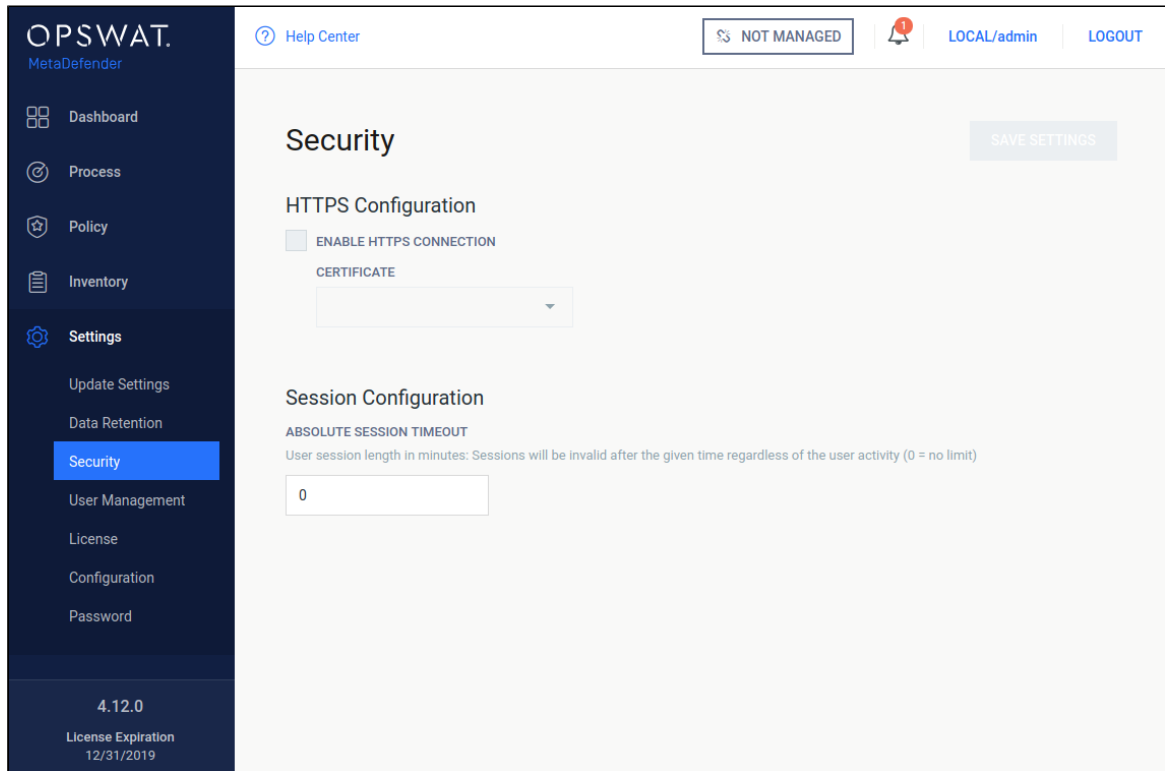 OPSWAT.
MetaDefender
Help Center
NOT MANAGED
1
LOCAL/admin
LOGOUT
Dashboard
Process
Policy
Inventory
Settings
Update Settings
Data Retention
Security
User Management
License
Configuration
Password
4.12.0
License Expiration
12/31/2019
Security
SAVE SETTINGS
HTTPS Configuration
ENABLE HTTPS CONNECTION
CERTIFICATE
Session Configuration
ABSOLUTE SESSION TIMEOUT
User session length in minutes: Sessions will be invalid after the given time regardless of the user activity (0 = no limit)
0